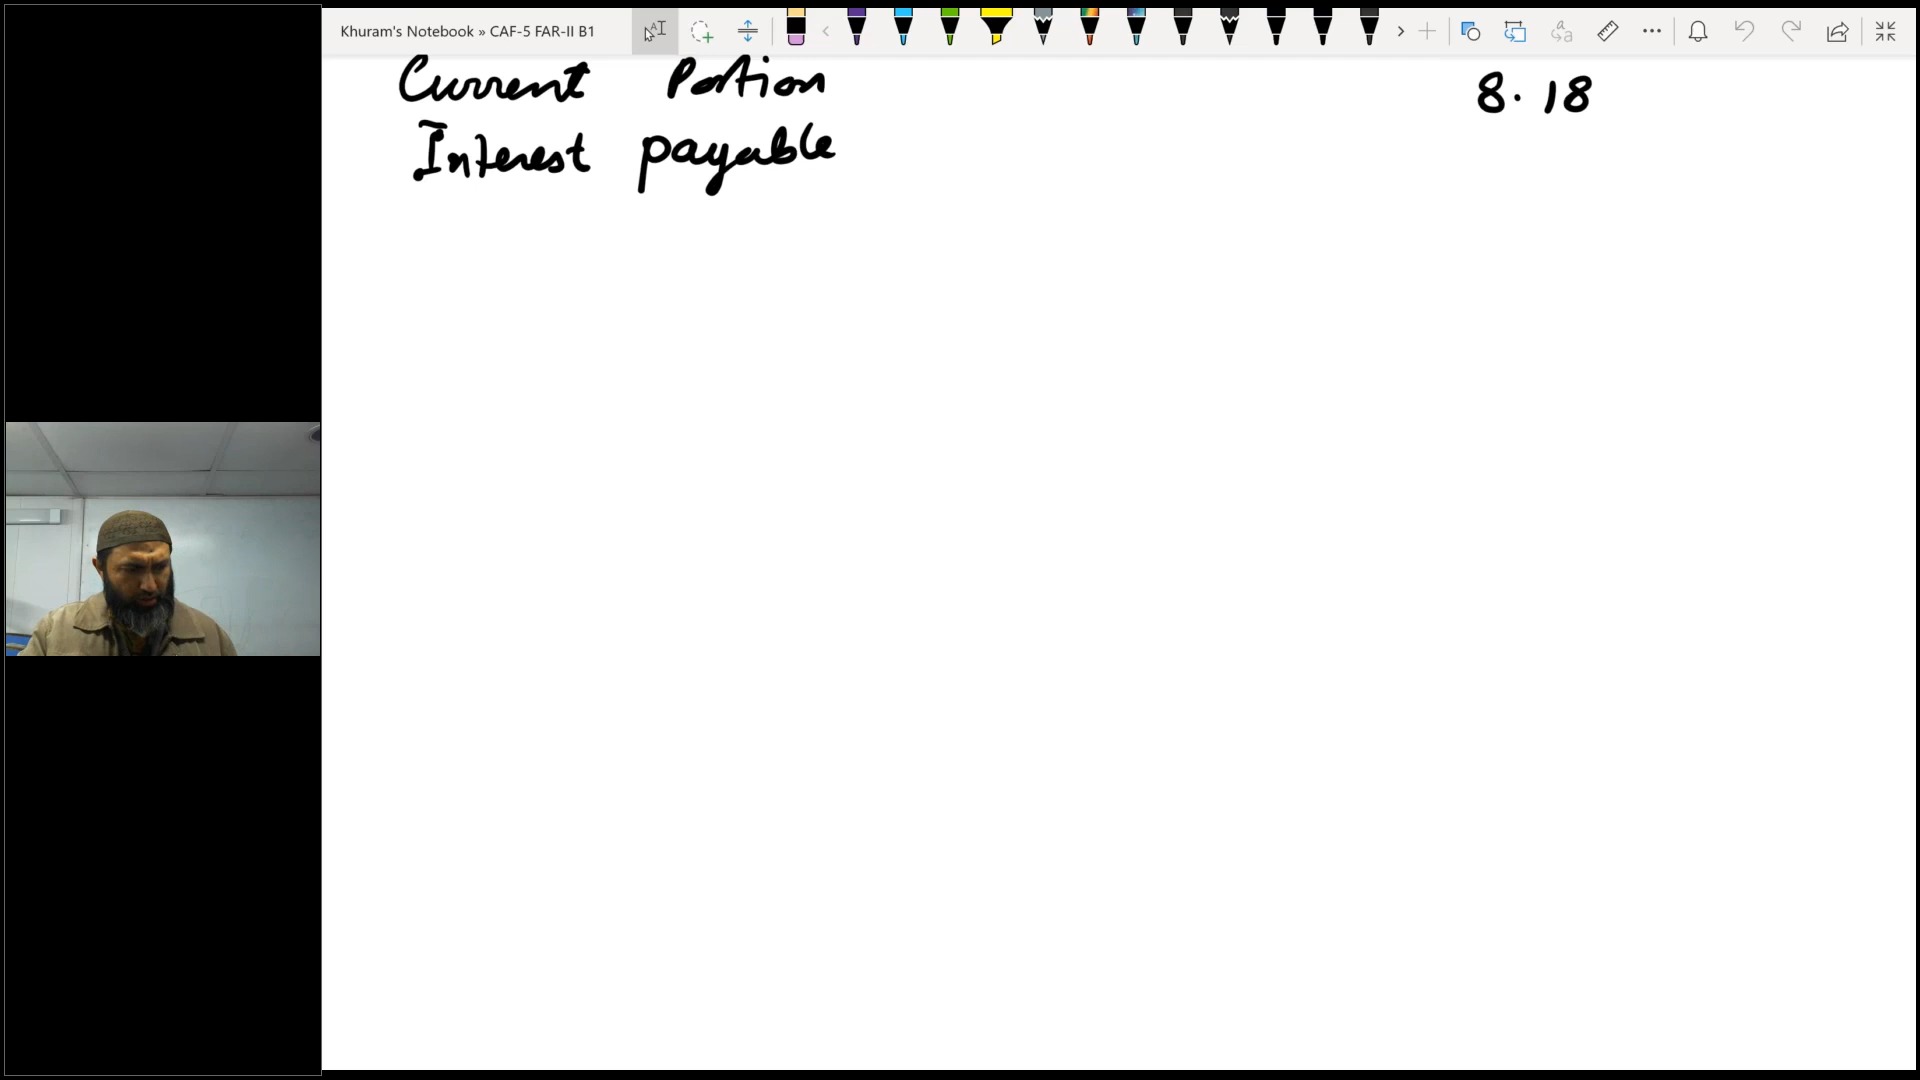 Khuram's Notebook » CAF-5 FAR-II B1
Current Portion 8.18
Interest payable